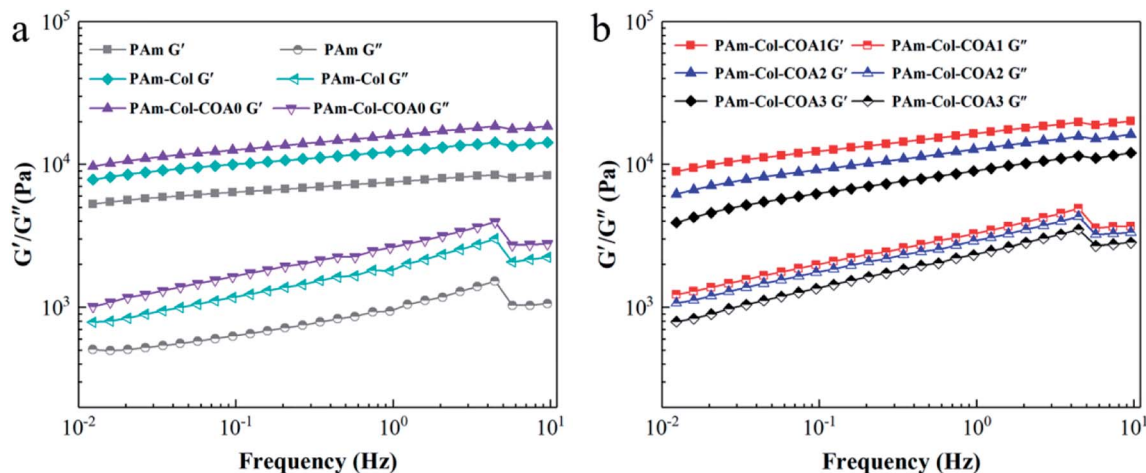 a
10^5
10^4
10^3
G′/G″(Pa)
PAm G′ PAm G″
PAm-Col G′ PAm-Col G″
PAm-Col-COA0 G′ PAm-Col-COA0 G″
10^-2 10^-1 10^0 10^1
Frequency (Hz)
b
10^5
10^4
10^3
G′/G″(Pa)
PAm-Col-COA1G′ PAm-Col-COA1 G″
PAm-Col-COA2 G′ PAm-Col-COA2 G″
PAm-Col-COA3 G′ PAm-Col-COA3 G″
10^-2 10^-1 10^0 10^1
Frequency (Hz)